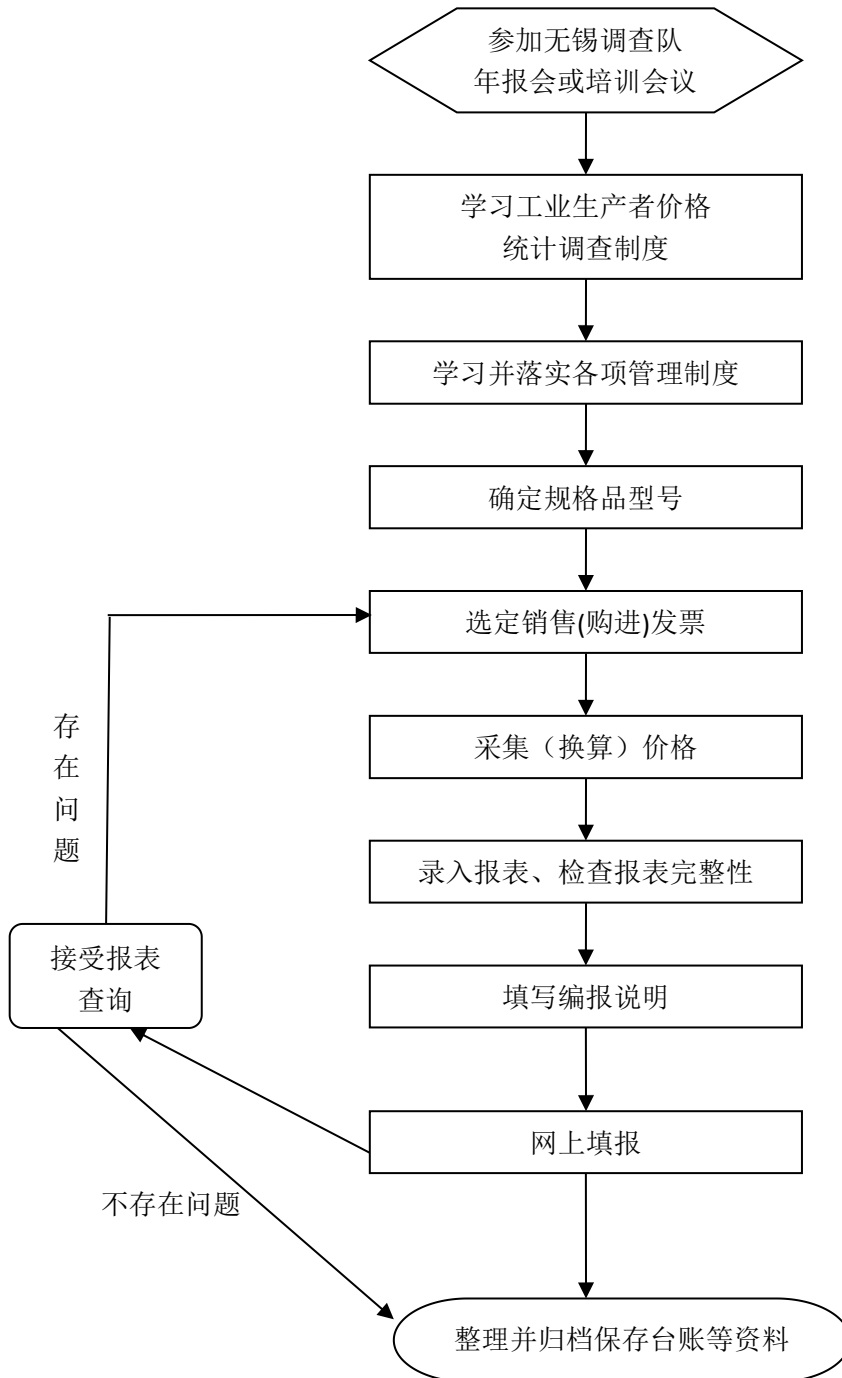 参加无锡调查队
年报会或培训会议
学习工业生产者价格
统计调查制度
学习并落实各项管理制度
确定规格品型号
选定销售(购进)发票
采集（换算）价格
录入报表、检查报表完整性
填写编报说明
网上填报
整理并归档保存台账等资料
存
在
问
题
接受报表
查询
不存在问题